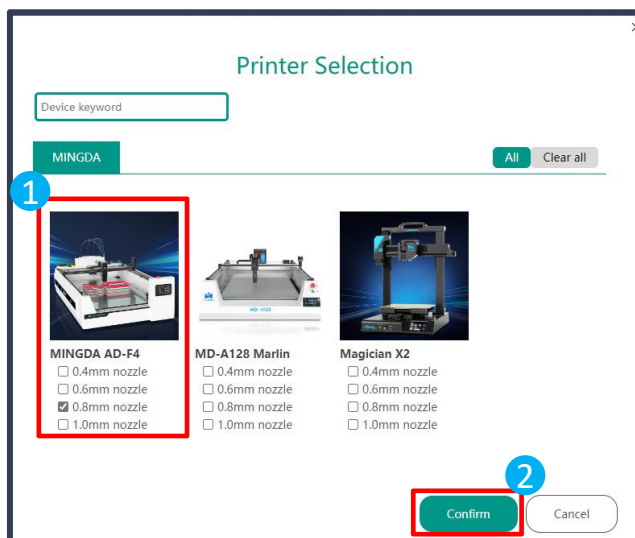 Printer Selection
Device keyword
MINGDA
All
Clear all
1
MD-A128
MINGDA AD-F4
0.4mm nozzle
0.6mm nozzle
0.8mm nozzle
1.0mm nozzle
MD-A128 Marlin
0.4mm nozzle
0.6mm nozzle
0.8mm nozzle
1.0mm nozzle
Magician X2
0.4mm nozzle
0.6mm nozzle
0.8mm nozzle
1.0mm nozzle
2
Confirm
Cancel